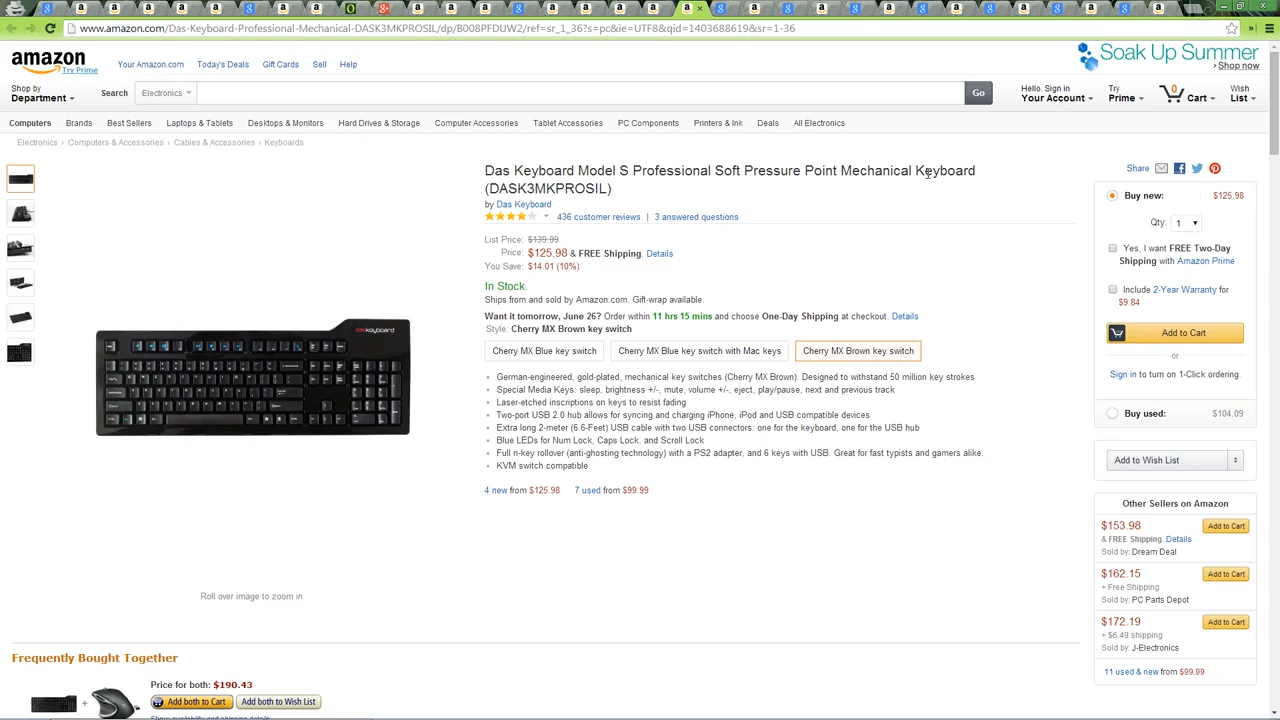 www.amazon.com/Das-Keyboard-Professional-Mechanical-DASK3MKPROSIL/dp/B008PFDUW2/ref=sr_1_36?s=pc&ie=UTF8&qid=1403688619&sr=1-36
amazon
Try Prime
Your Amazon.com
Today's Deals
Gift Cards
Sell
Help
Soak Up Summer
› Shop now
Shop by
Department
Search
Electronics
Go
Hello. Sign in
Your Account
Try
Prime
0
Cart
Wish
List
Computers
Brands
Best Sellers
Laptops & Tablets
Desktops & Monitors
Hard Drives & Storage
Computer Accessories
Tablet Accessories
PC Components
Printers & Ink
Deals
All Electronics
Electronics › Computers & Accessories › Cables & Accessories › Keyboards
Das Keyboard Model S Professional Soft Pressure Point Mechanical Keyboard
(DASK3MKPROSIL)
by Das Keyboard
436 customer reviews | 3 answered questions
List Price: $139.99
Price: $125.98 & FREE Shipping. Details
You Save: $14.01 (10%)
In Stock.
Ships from and sold by Amazon.com. Gift-wrap available.
Want it tomorrow, June 26? Order within 11 hrs 15 mins and choose One-Day Shipping at checkout. Details
Style: Cherry MX Brown key switch
Cherry MX Blue key switch
Cherry MX Blue key switch with Mac keys
Cherry MX Brown key switch
• German-engineered, gold-plated, mechanical key switches (Cherry MX Brown). Designed to withstand 50 million key strokes
• Special Media Keys: sleep, brightness +/-, mute, volume +/-, eject, play/pause, next and previous track
• Laser-etched inscriptions on keys to resist fading
• Two-port USB 2.0 hub allows for syncing and charging iPhone, iPod and USB compatible devices
• Extra long 2-meter (6.6-Feet) USB cable with two USB connectors: one for the keyboard, one for the USB hub
• Blue LEDs for Num Lock, Caps Lock, and Scroll Lock
• Full n-key rollover (anti-ghosting technology) with a PS2 adapter, and 6 keys with USB. Great for fast typists and gamers alike.
• KVM switch compatible
4 new from $125.98
7 used from $99.99
daskeyboard
Roll over image to zoom in
Share
Buy new:
$125.98
Qty: 1
Yes, I want FREE Two-Day
Shipping with Amazon Prime
Include 2-Year Warranty for
$9.84
Add to Cart
or
Sign in to turn on 1-Click ordering.
Buy used:
$104.09
Add to Wish List
Other Sellers on Amazon
$153.98
Add to Cart
& FREE Shipping. Details
Sold by: Dream Deal
$162.15
Add to Cart
+ Free Shipping
Sold by: PC Parts Depot
$172.19
Add to Cart
+ $6.49 shipping
Sold by: J-Electronics
11 used & new from $99.99
Frequently Bought Together
Price for both: $190.43
+
Add both to Cart
Add both to Wish List